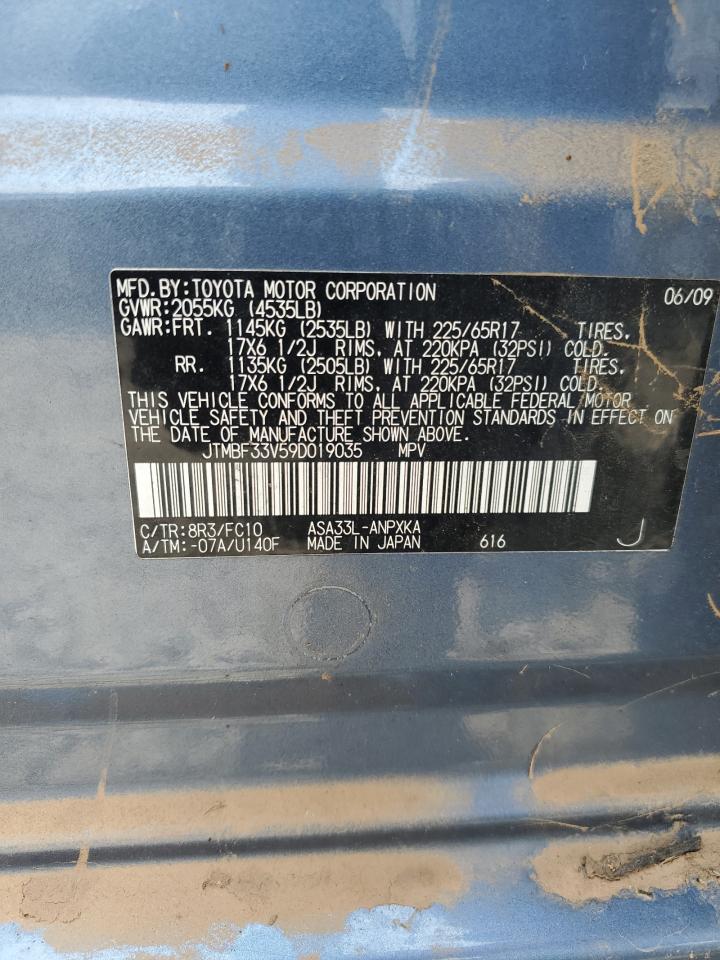 MFD. BY: TOYOTA MOTOR CORPORATION 06/09
GVWR: 2055KG (4535LB)
GAWR: FRT. 1145KG (2535LB) WITH 225/65R17 TIRES,
17X6 1/2J RIMS, AT 220KPA (32PSI) COLD.
RR. 1135KG (2505LB) WITH 225/65R17 TIRES,
17X6 1/2J RIMS, AT 220KPA (32PSI) COLD.
THIS VEHICLE CONFORMS TO ALL APPLICABLE FEDERAL MOTOR
VEHICLE SAFETY AND THEFT PREVENTION STANDARDS IN EFFECT ON
THE DATE OF MANUFACTURE SHOWN ABOVE.
JTMBF33V59D019035 MPV
C/TR: 8R3/FC10 ASA33L-ANPXKA
A/TM: -07A/U140F MADE IN JAPAN 616 J